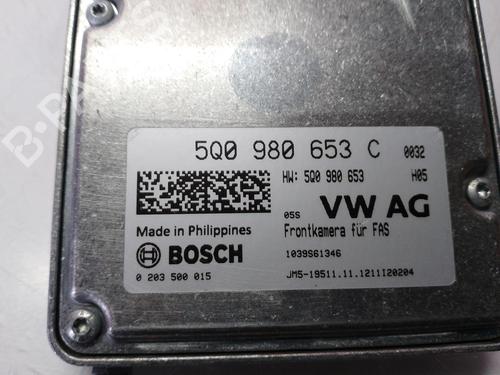 5Q0 980 653 C 0032
HW: 5Q0 980 653 H05
05S VW AG
Made in Philippines Frontkamera für FAS
BOSCH 1039S61346
0 203 500 015 JM5-19511.11.1211120204
B-PARTS